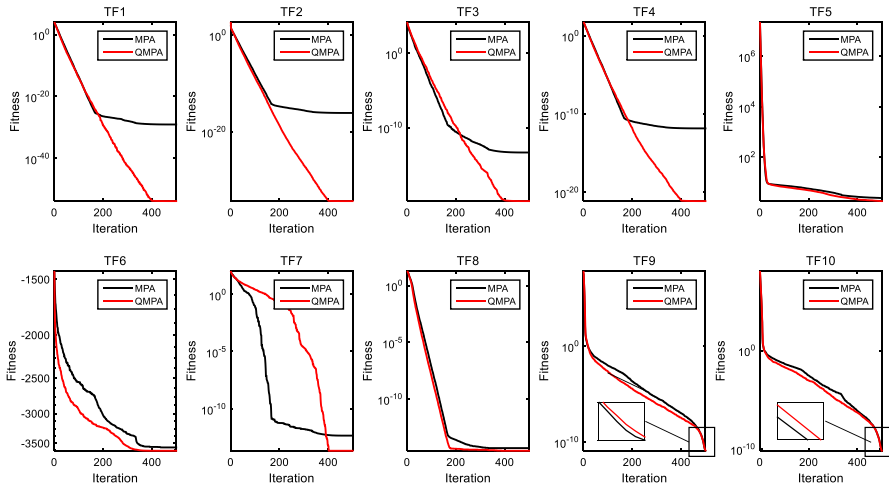 TF1
10^0
10^-20
10^-40
Fitness
0 200 400
Iteration
MPA
QMPA
TF2
10^0
10^-20
Fitness
0 200 400
Iteration
MPA
QMPA
TF3
10^0
10^-10
Fitness
0 200 400
Iteration
MPA
QMPA
TF4
10^0
10^-10
10^-20
Fitness
0 200 400
Iteration
MPA
QMPA
TF5
10^6
10^4
10^2
Fitness
0 200 400
Iteration
MPA
QMPA
TF6
-1500
-2000
-2500
-3000
-3500
Fitness
0 200 400
Iteration
MPA
QMPA
TF7
10^0
10^-5
10^-10
Fitness
0 200 400
Iteration
MPA
QMPA
TF8
10^0
10^-5
10^-10
Fitness
0 200 400
Iteration
MPA
QMPA
TF9
10^0
10^-10
Fitness
0 200 400
Iteration
MPA
QMPA
TF10
10^0
10^-10
Fitness
0 200 400
Iteration
MPA
QMPA